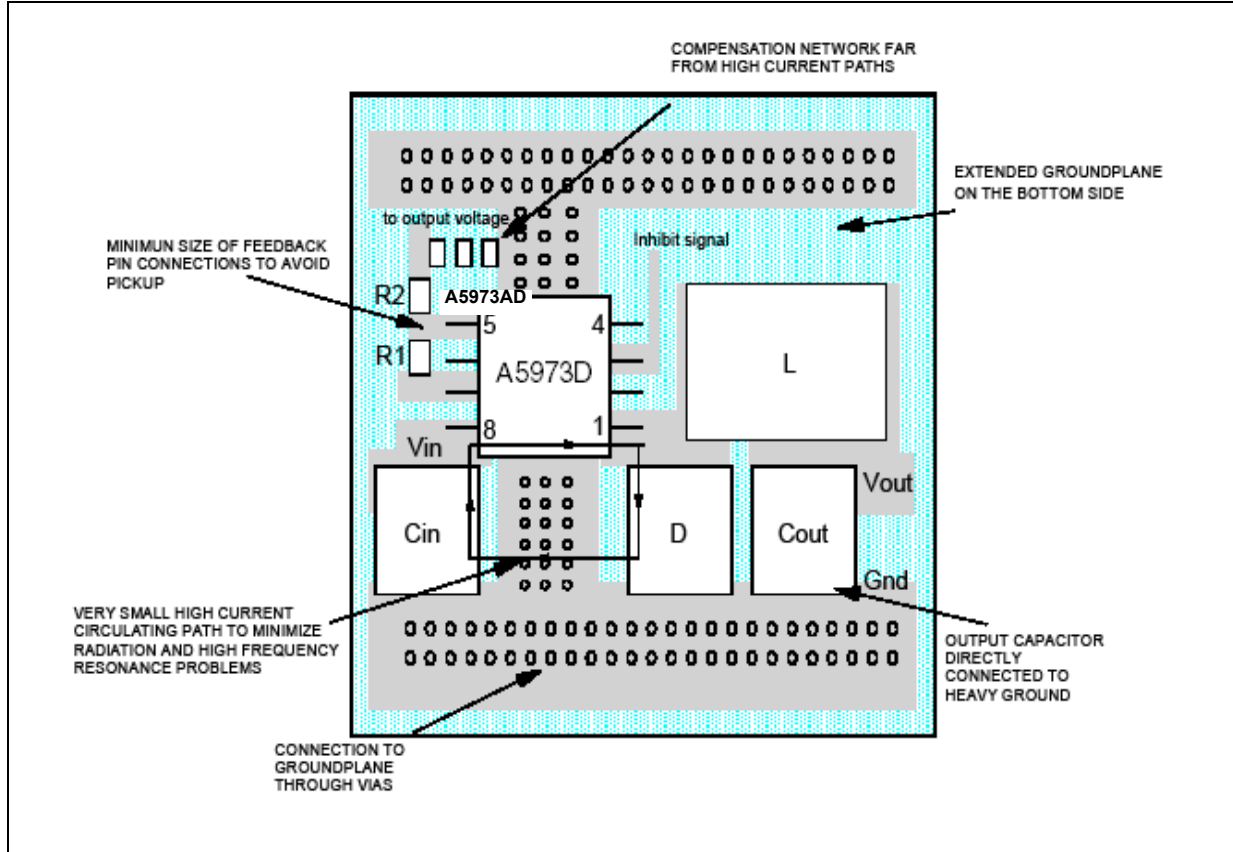 COMPENSATION NETWORK FAR
FROM HIGH CURRENT PATHS
EXTENDED GROUNDPLANE
ON THE BOTTOM SIDE
to output voltage
Inhibit signal
MINIMUN SIZE OF FEEDBACK
PIN CONNECTIONS TO AVOID
PICKUP
R2
A5973AD
5
4
R1
A5973D
L
8
1
Vin
Vout
Cin
D
Cout
Gnd
VERY SMALL HIGH CURRENT
CIRCULATING PATH TO MINIMIZE
RADIATION AND HIGH FREQUENCY
RESONANCE PROBLEMS
OUTPUT CAPACITOR
DIRECTLY
CONNECTED TO
HEAVY GROUND
CONNECTION TO
GROUNDPLANE
THROUGH VIAS